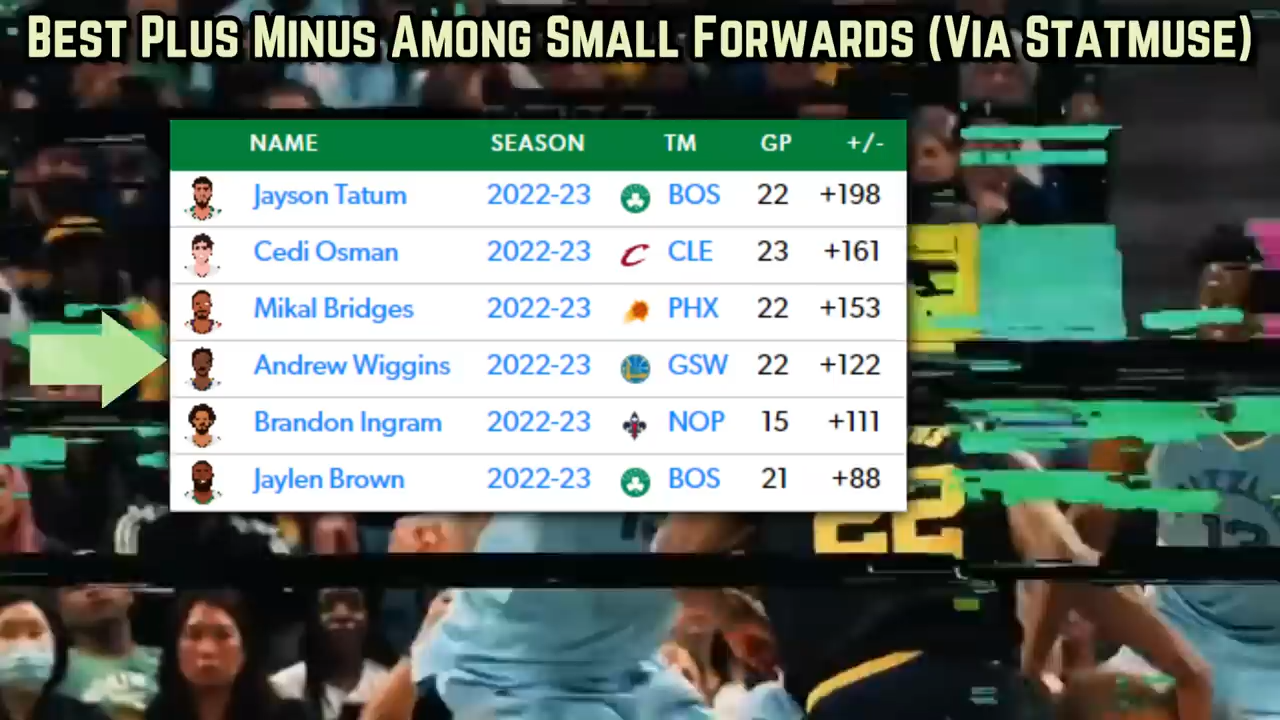 Best Plus Minus Among Small Forwards (Via Statmuse)
NAME SEASON TM GP +/-
Jayson Tatum 2022-23 BOS 22 +198
Cedi Osman 2022-23 CLE 23 +161
Mikal Bridges 2022-23 PHX 22 +153
Andrew Wiggins 2022-23 GSW 22 +122
Brandon Ingram 2022-23 NOP 15 +111
Jaylen Brown 2022-23 BOS 21 +88
22
13